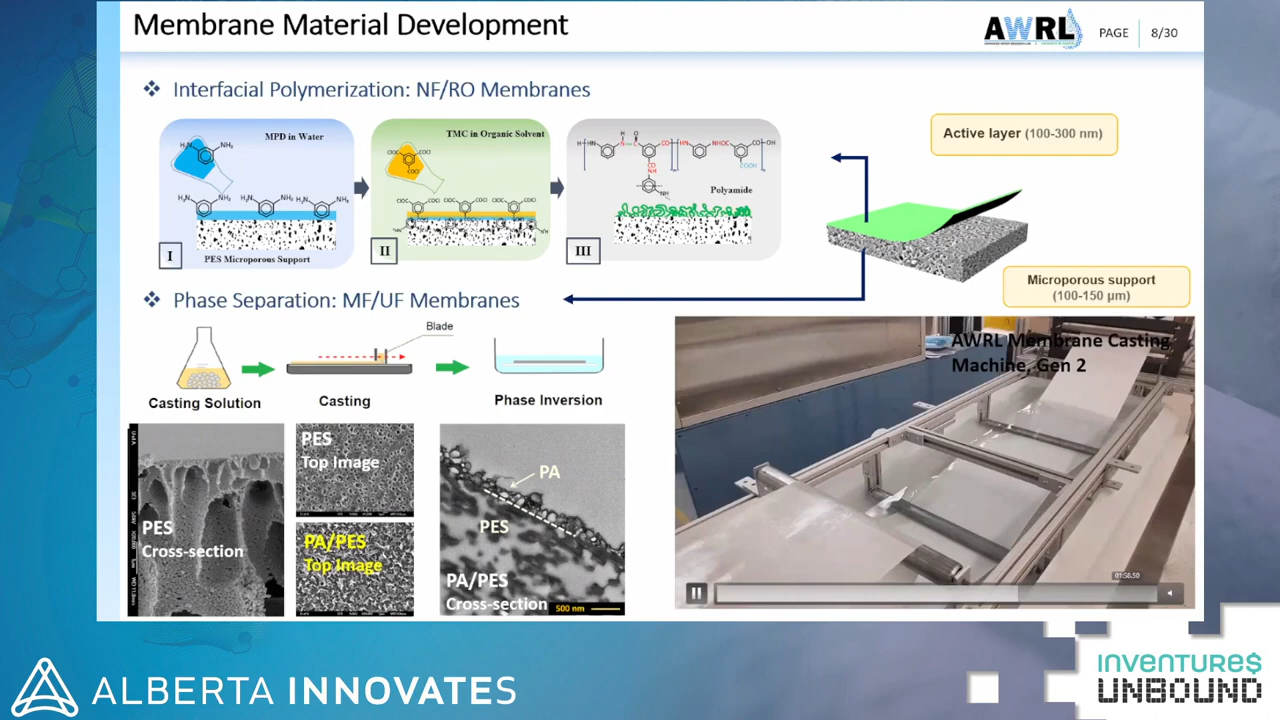 Membrane Material Development
AWRL
PAGE
8/30
Interfacial Polymerization: NF/RO Membranes
MPD in Water
PES Microporous Support
I
TMC in Organic Solvent
II
Polyamide
III
Active layer (100-300 nm)
Microporous support
(100-150 µm)
Phase Separation: MF/UF Membranes
Blade
Casting Solution
Casting
Phase Inversion
PES
Cross-section
PES
Top Image
PA/PES
Top Image
PA
PES
PA/PES
Cross-section
500 nm
AWRL Membrane Casting
Machine, Gen 2
01:58.50
ALBERTA INNOVATES
INVENTURE$
UNBOUND